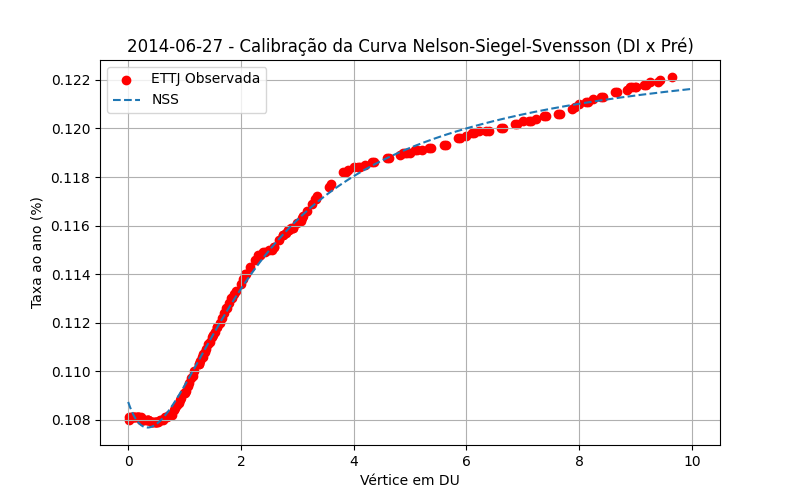 2014-06-27 - Calibração da Curva Nelson-Siegel-Svensson (DI x Pré)
ETTJ Observada
NSS
Taxa ao ano (%)
0.122
0.120
0.118
0.116
0.114
0.112
0.110
0.108
0 2 4 6 8 10
Vértice em DU